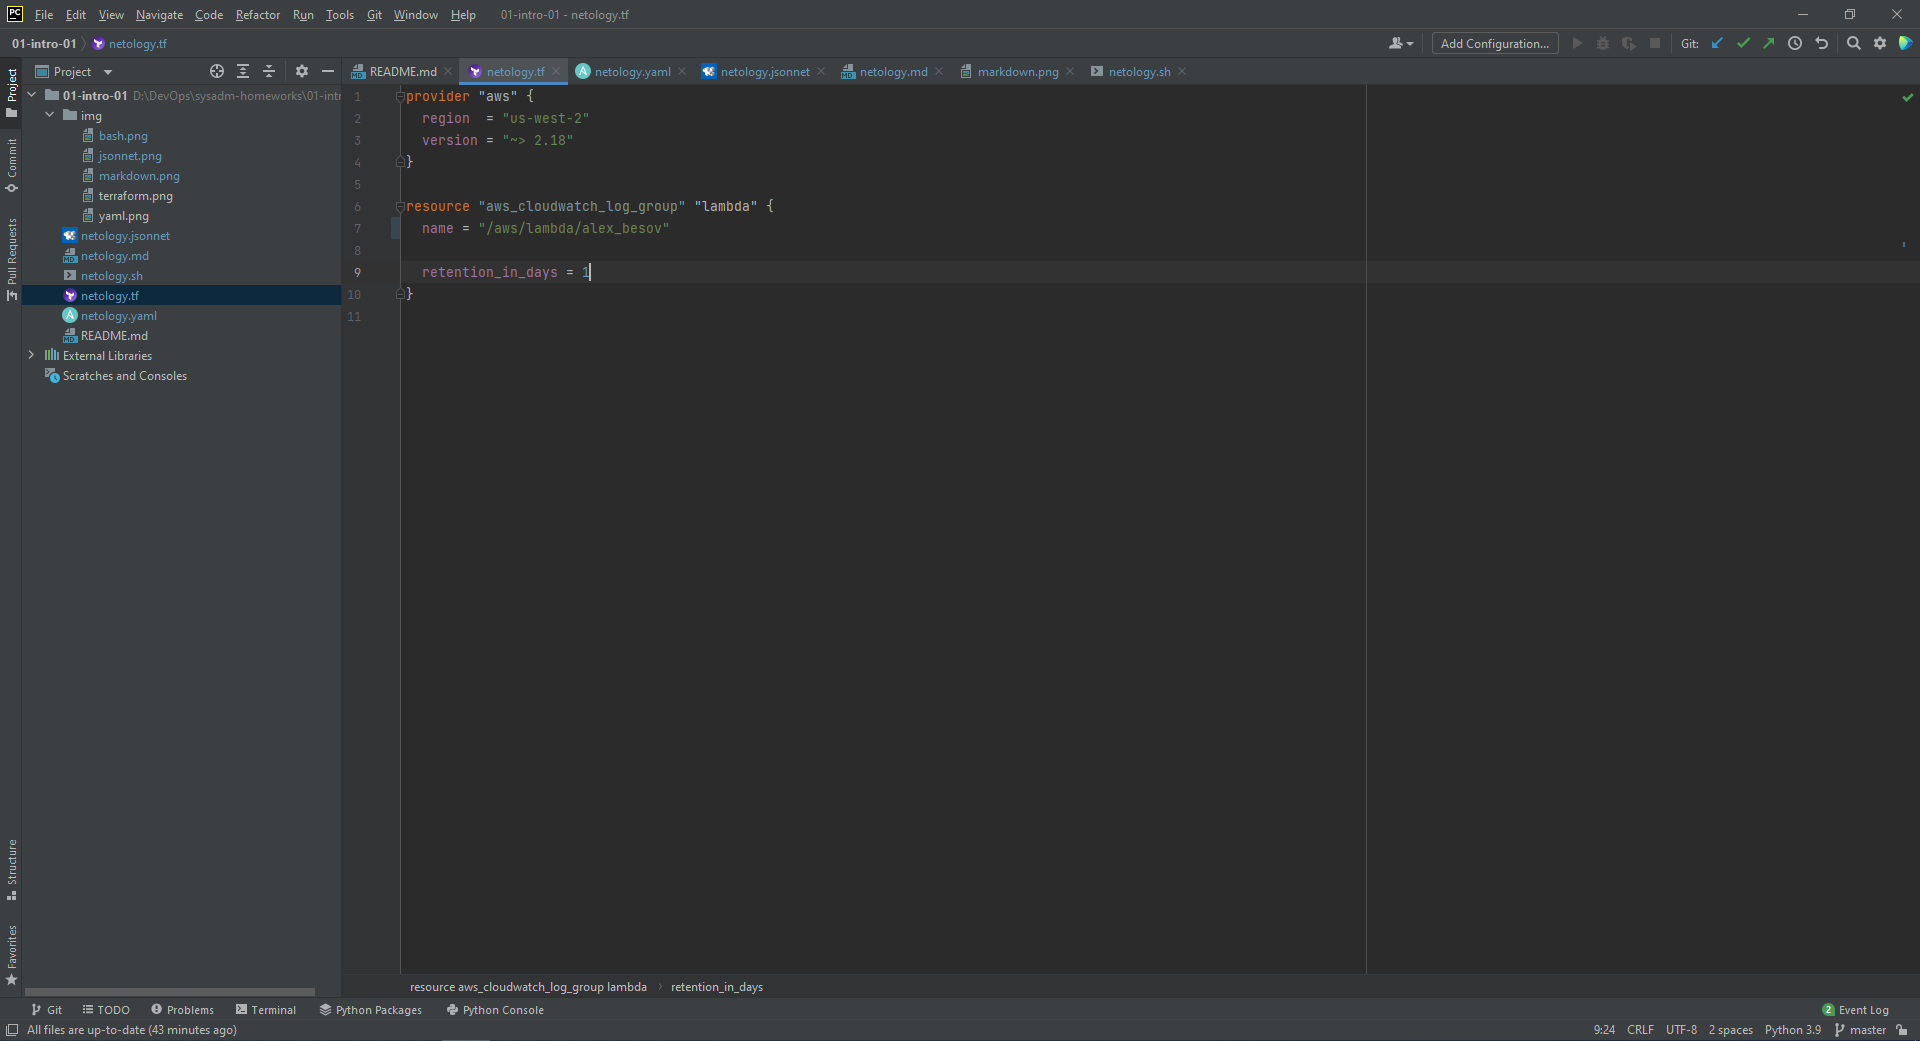 PC File Edit View Navigate Code Refactor Run Tools Git Window Help 01-intro-01 - netology.tf
01-intro-01 netology.tf Add Configuration... Git:
Project README.md netology.tf netology.yaml netology.jsonnet netology.md markdown.png netology.sh
Project
Commit
Pull Requests
Structure
Favorites
01-intro-01 D:\DevOps\sysadm-homeworks\01-intr
img
bash.png
jsonnet.png
markdown.png
terraform.png
yaml.png
netology.jsonnet
netology.md
netology.sh
netology.tf
netology.yaml
README.md
External Libraries
Scratches and Consoles
1 provider "aws" {
2 region = "us-west-2"
3 version = "~> 2.18"
4 }
5
6 resource "aws_cloudwatch_log_group" "lambda" {
7 name = "/aws/lambda/alex_besov"
8
9 retention_in_days = 1
10 }
11
resource aws_cloudwatch_log_group lambda retention_in_days
Git TODO Problems Terminal Python Packages Python Console 2 Event Log
All files are up-to-date (43 minutes ago) 9:24 CRLF UTF-8 2 spaces Python 3.9 master